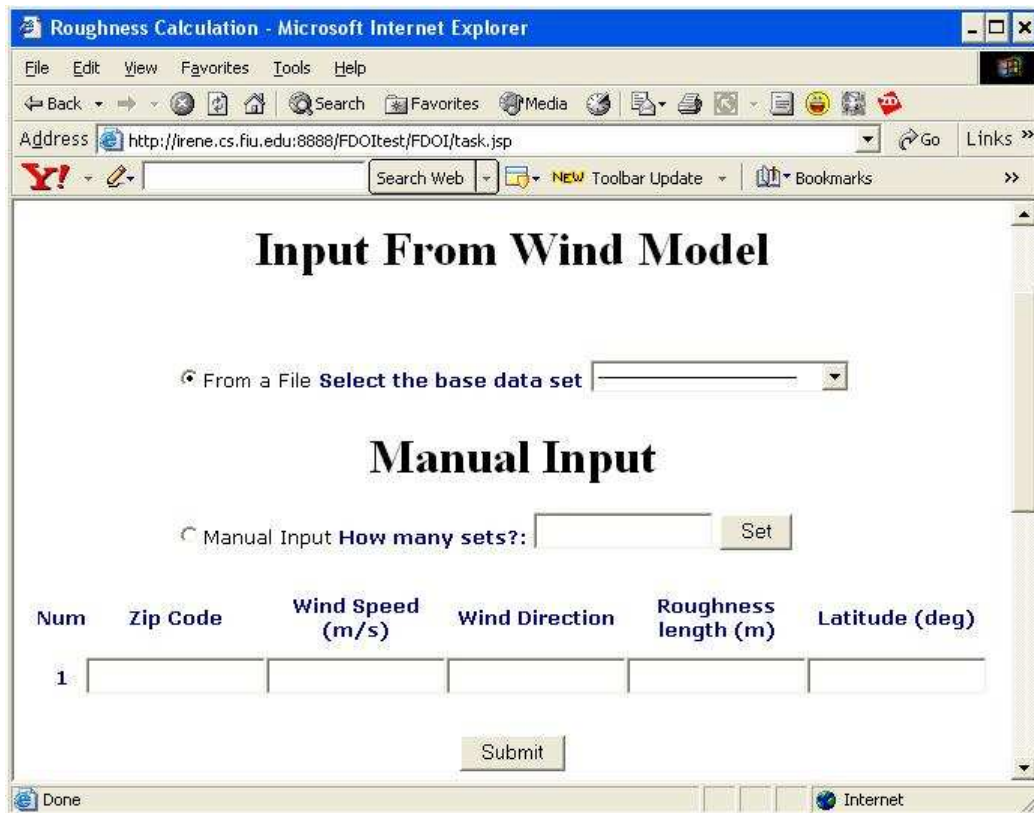 Roughness Calculation - Microsoft Internet Explorer
File Edit View Favorites Tools Help
Back Search Favorites Media
Address http://irene.cs.fiu.edu:8888/FDOItest/FDOI/task.jsp Go Links »
Y! Search Web NEW Toolbar Update Bookmarks »
Input From Wind Model
From a File Select the base data set
Manual Input
Manual Input How many sets?: Set
Num Zip Code Wind Speed (m/s) Wind Direction Roughness length (m) Latitude (deg)
1
Submit
Done Internet